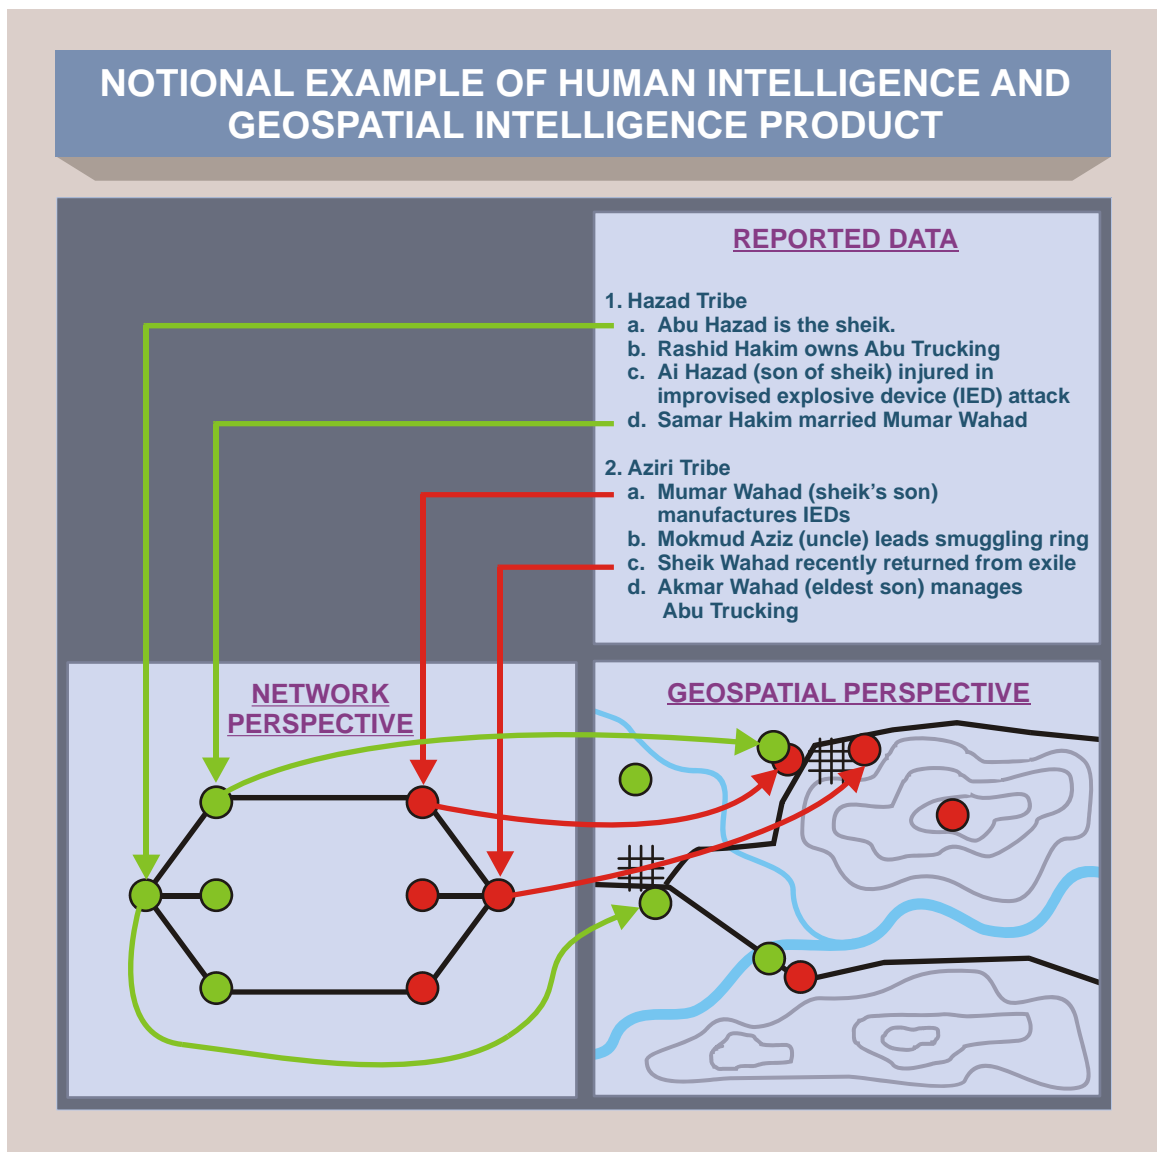 NOTIONAL EXAMPLE OF HUMAN INTELLIGENCE AND
GEOSPATIAL INTELLIGENCE PRODUCT
REPORTED DATA
1. Hazad Tribe
a. Abu Hazad is the sheik.
b. Rashid Hakim owns Abu Trucking
c. Ai Hazad (son of sheik) injured in
improvised explosive device (IED) attack
d. Samar Hakim married Mumar Wahad
2. Aziri Tribe
a. Mumar Wahad (sheik’s son)
manufactures IEDs
b. Mokmud Aziz (uncle) leads smuggling ring
c. Sheik Wahad recently returned from exile
d. Akmar Wahad (eldest son) manages
Abu Trucking
NETWORK
PERSPECTIVE
GEOSPATIAL PERSPECTIVE